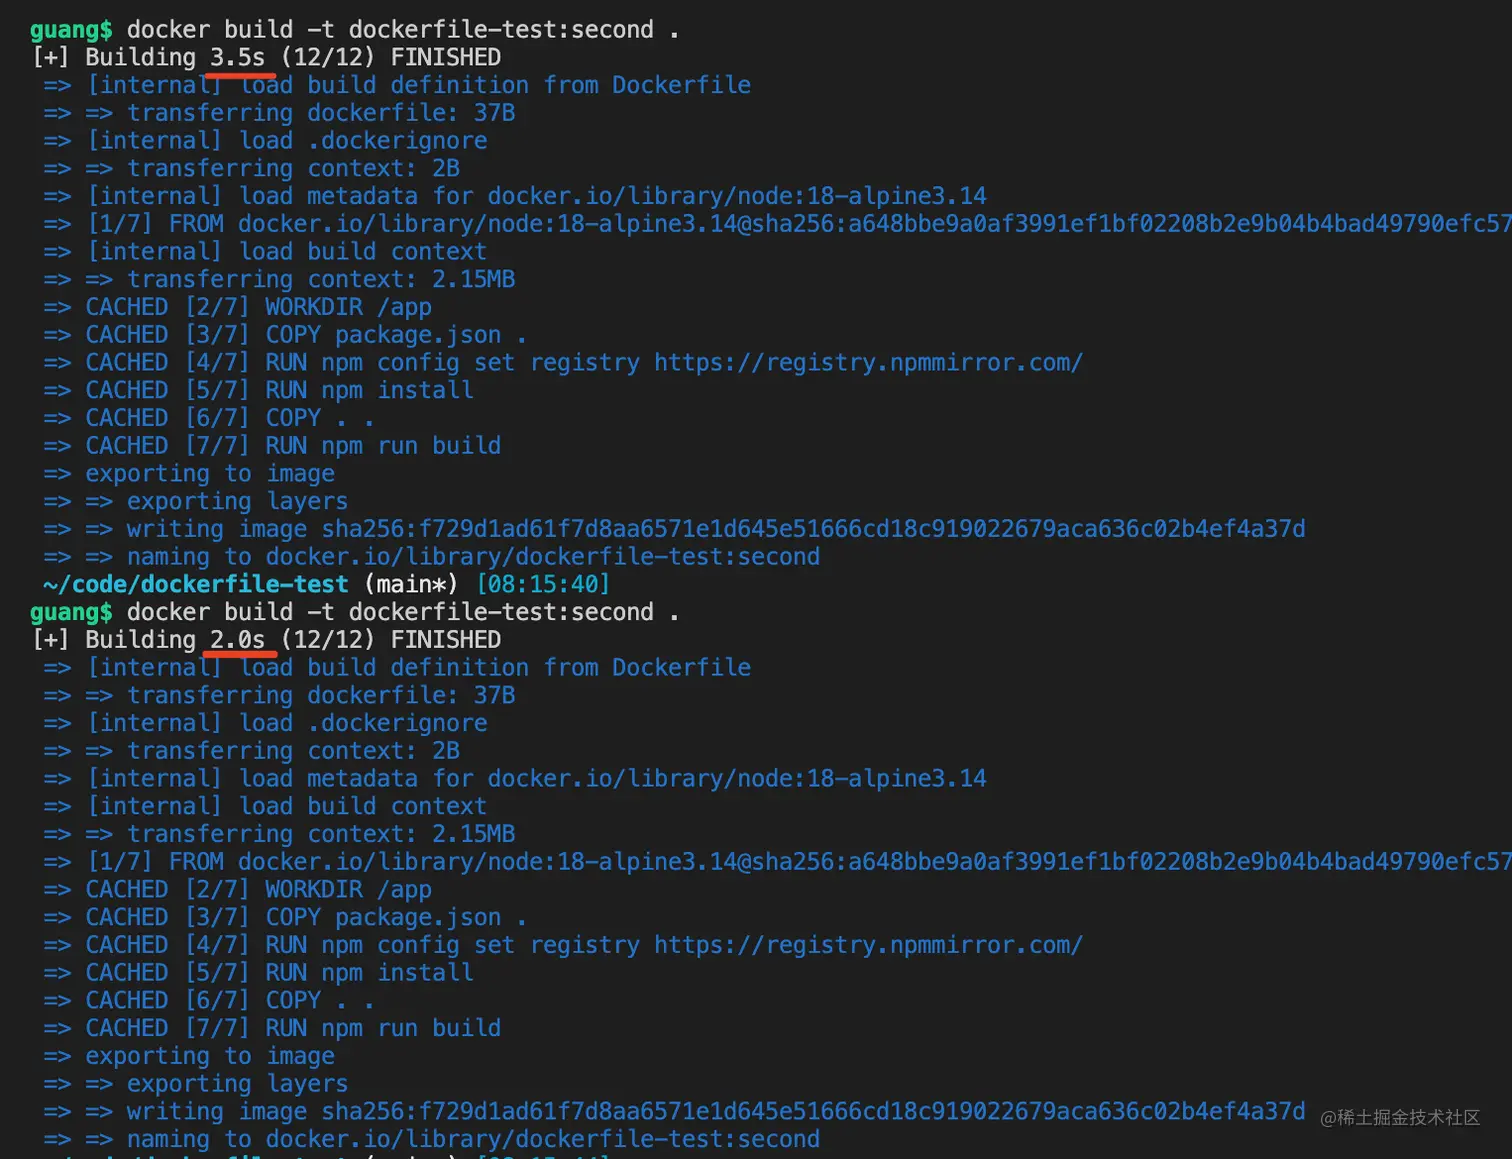 guang$ docker build -t dockerfile-test:second .
[+] Building 3.5s (12/12) FINISHED
=> [internal] load build definition from Dockerfile
=> => transferring dockerfile: 37B
=> [internal] load .dockerignore
=> => transferring context: 2B
=> [internal] load metadata for docker.io/library/node:18-alpine3.14
=> [1/7] FROM docker.io/library/node:18-alpine3.14@sha256:a648bbe9a0af3991ef1bf02208b2e9b04b4bad49790efc57
=> [internal] load build context
=> => transferring context: 2.15MB
=> CACHED [2/7] WORKDIR /app
=> CACHED [3/7] COPY package.json .
=> CACHED [4/7] RUN npm config set registry https://registry.npmmirror.com/
=> CACHED [5/7] RUN npm install
=> CACHED [6/7] COPY . .
=> CACHED [7/7] RUN npm run build
=> exporting to image
=> => exporting layers
=> => writing image sha256:f729d1ad61f7d8aa6571e1d645e51666cd18c919022679aca636c02b4ef4a37d
=> => naming to docker.io/library/dockerfile-test:second
~/code/dockerfile-test (main*) [08:15:40]
guang$ docker build -t dockerfile-test:second .
[+] Building 2.0s (12/12) FINISHED
=> [internal] load build definition from Dockerfile
=> => transferring dockerfile: 37B
=> [internal] load .dockerignore
=> => transferring context: 2B
=> [internal] load metadata for docker.io/library/node:18-alpine3.14
=> [internal] load build context
=> => transferring context: 2.15MB
=> [1/7] FROM docker.io/library/node:18-alpine3.14@sha256:a648bbe9a0af3991ef1bf02208b2e9b04b4bad49790efc57
=> CACHED [2/7] WORKDIR /app
=> CACHED [3/7] COPY package.json .
=> CACHED [4/7] RUN npm config set registry https://registry.npmmirror.com/
=> CACHED [5/7] RUN npm install
=> CACHED [6/7] COPY . .
=> CACHED [7/7] RUN npm run build
=> exporting to image
=> => exporting layers
=> => writing image sha256:f729d1ad61f7d8aa6571e1d645e51666cd18c919022679aca636c02b4ef4a37d
@稀土掘金技术社区
=> => naming to docker.io/library/dockerfile-test:second